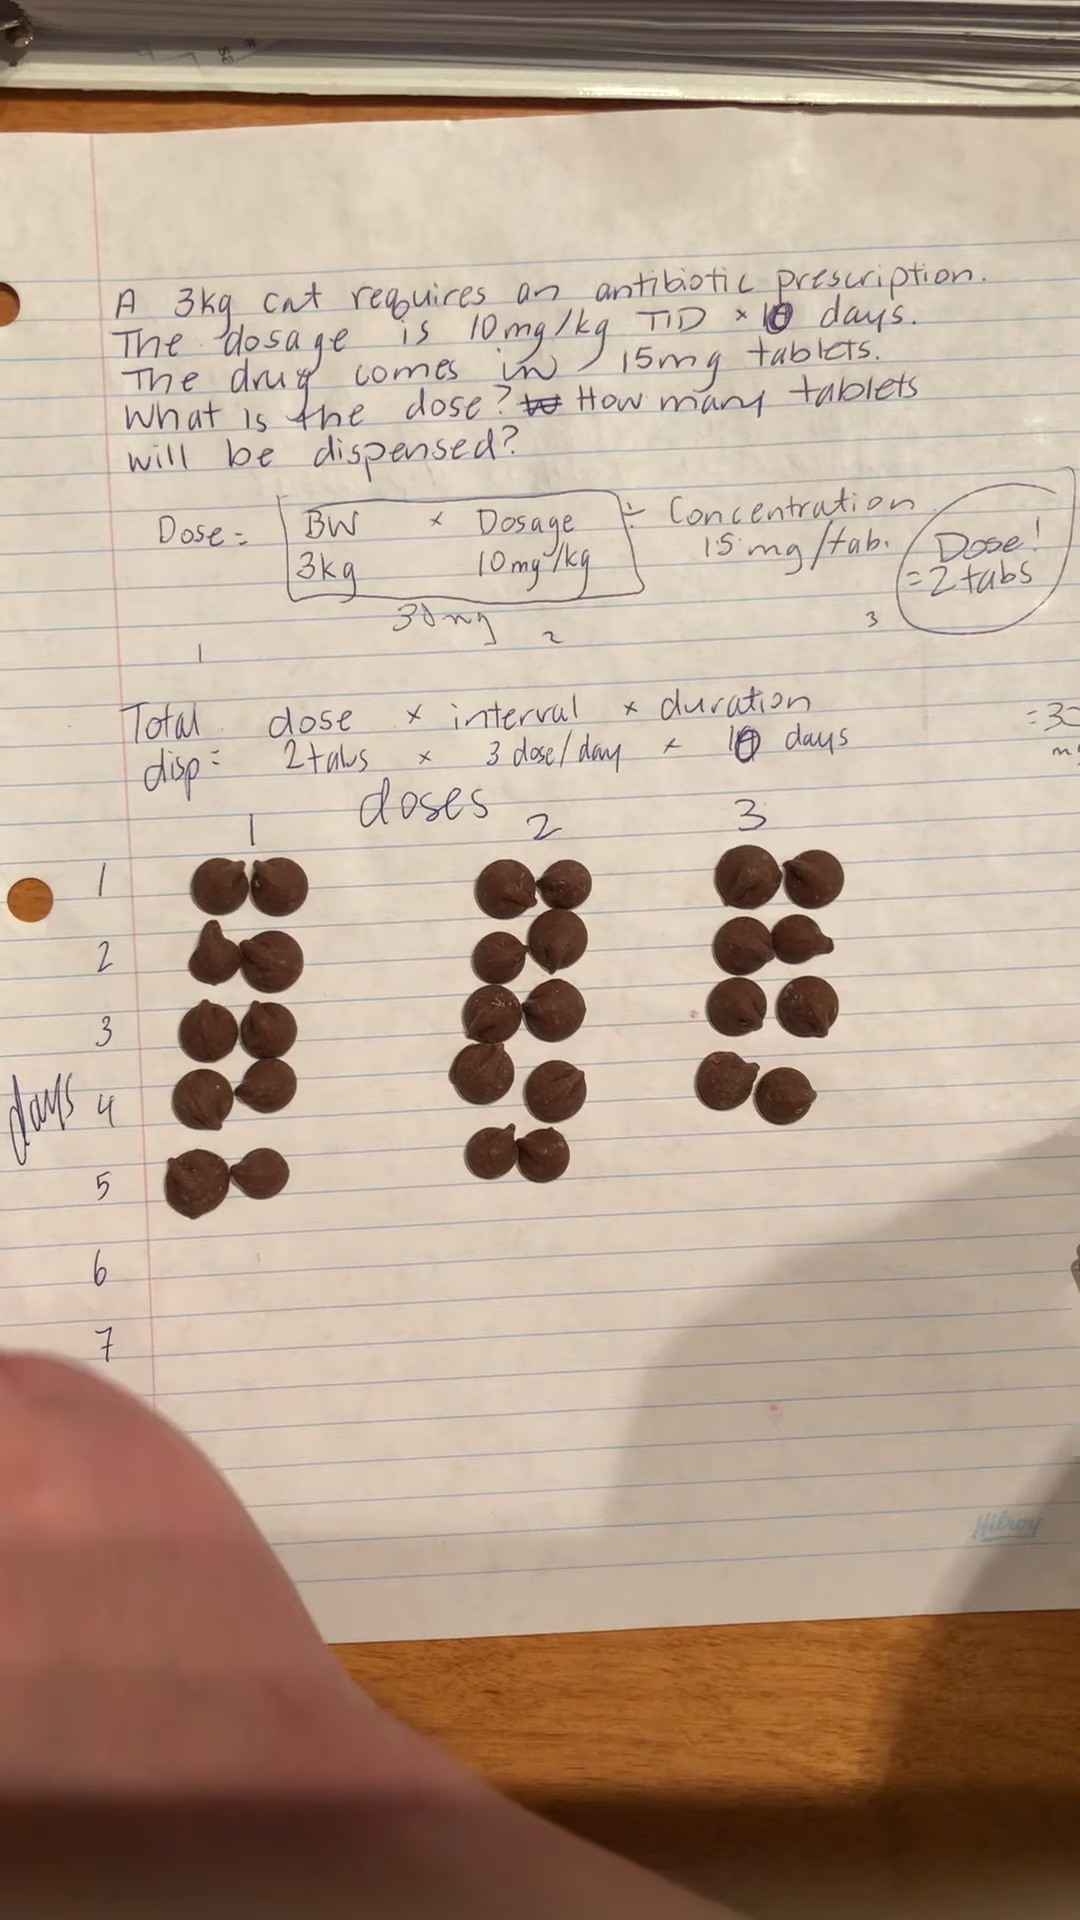 A 3kg cat requires an antibiotic prescription.
The dosage is 10mg/kg TID × 10 days.
The drug comes in 15mg tablets.
What is the dose? How many tablets
will be dispensed?
Dose = BW × Dosage ÷ Concentration
3kg 10mg/kg 15mg/tab. Dose!
= 2 tabs
30mg
1 2 3
Total dose × interval × duration
disp = 2 tabs × 3 dose/day × 10 days
doses
1 2 3
1
2
3
days 4
5
6
7
Hilroy